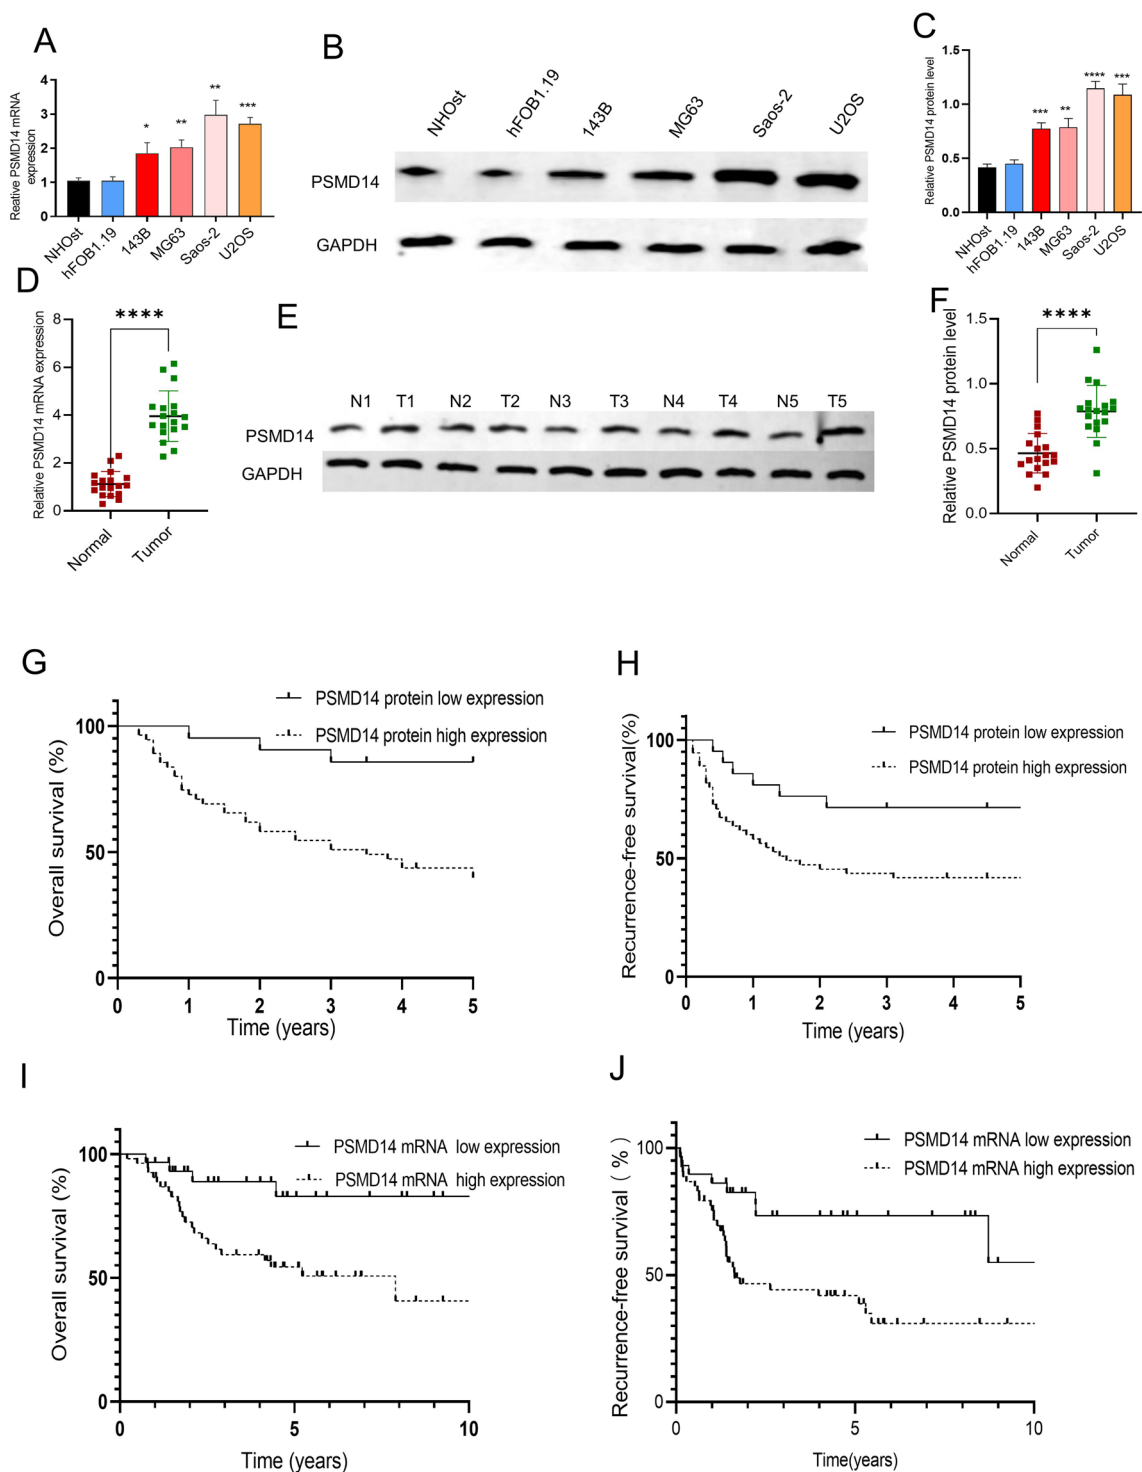 A
Reative PSMD14 mRNA
expression
4
3
2
1
0
*
**
**
***
NHOst
hFOB1.19
143B
MG63
Saos-2
U2OS
B
NHOst
hFOB1.19
143B
MG63
Saos-2
U2OS
PSMD14
GAPDH
C
Relative PSMD14 protein level
1.5
1.0
0.5
0.0
***
**
****
***
NHOst
hFOB1.19
143B
MG63
Saos-2
U2OS
D
Relative PSMD14 mRNA expression
8
6
4
2
0
****
Normal
Tumor
E
N1 T1 N2 T2 N3 T3 N4 T4 N5 T5
PSMD14
GAPDH
F
Relative PSMD14 protein level
1.5
1.0
0.5
0.0
****
Normal
Tumor
G
PSMD14 protein low expression
PSMD14 protein high expression
Overall survival (%)
100
50
0
0 1 2 3 4 5
Time (years)
H
PSMD14 protein low expression
PSMD14 protein high expression
Recurrence-free survival(%)
100
50
0
0 1 2 3 4 5
Time (years)
I
PSMD14 mRNA low expression
PSMD14 mRNA high expression
Overall survival (%)
100
50
0
0 5 10
Time (years)
J
PSMD14 mRNA low expression
PSMD14 mRNA high expression
Recurrence-free survival（%）
100
50
0
0 5 10
Time(years)